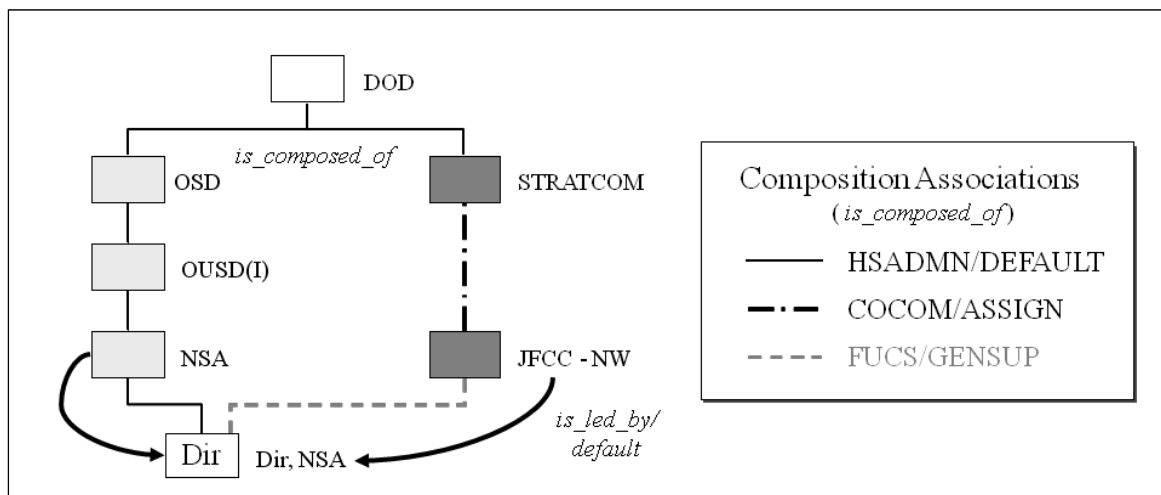 DOD
is_composed_of
OSD
STRATCOM
OUSD(I)
NSA
JFCC - NW
is_led_by/
default
Dir
Dir, NSA
Composition Associations
(is_composed_of)
HSADMN/DEFAULT
COCOM/ASSIGN
FUCS/GENSUP